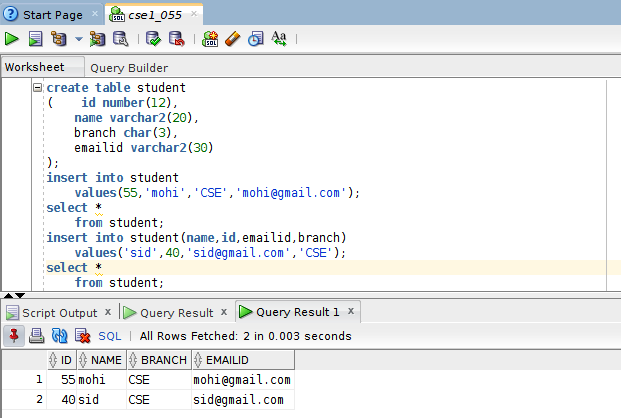 Start Page × cse1_055 ×
SQL
Aa
Worksheet Query Builder
create table student
( id number(12),
name varchar2(20),
branch char(3),
emailid varchar2(30)
);
insert into student
values(55,'mohi','CSE','mohi@gmail.com');
select *
from student;
insert into student(name,id,emailid,branch)
values('sid',40,'sid@gmail.com','CSE');
select *
from student;
Script Output × Query Result × Query Result 1 ×
SQL | All Rows Fetched: 2 in 0.003 seconds
ID NAME BRANCH EMAILID
1 55 mohi CSE mohi@gmail.com
2 40 sid CSE sid@gmail.com